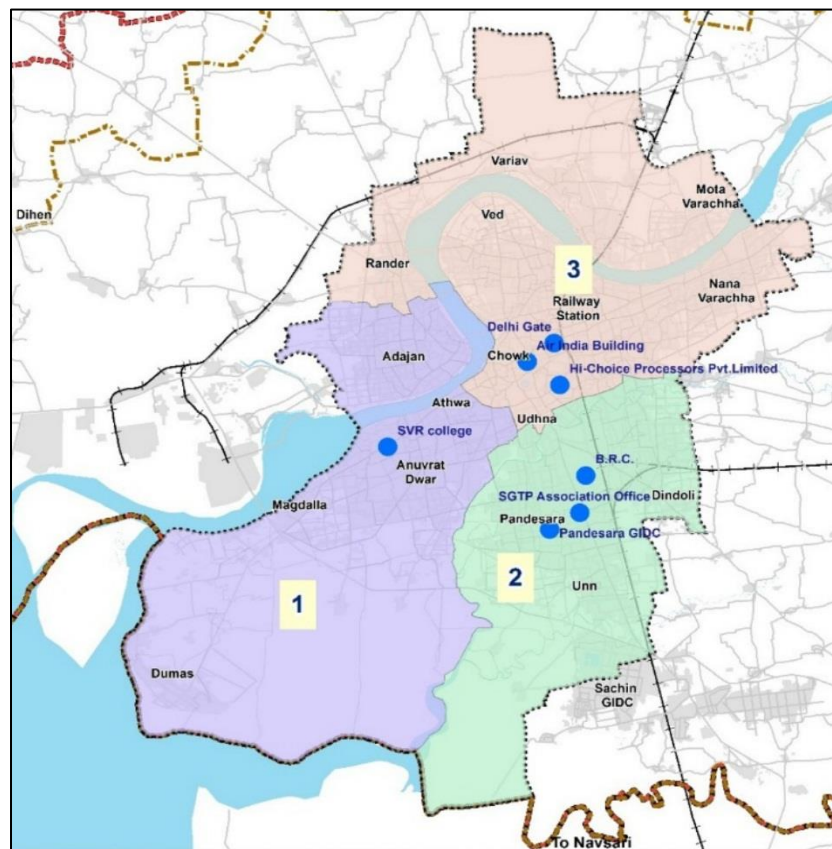 Variav
Mota
Varachha
Dihen
Ved
Rander
3
Nana
Varachha
Railway
Station
Delhi Gate
Air India Building
Adajan
Chowk
Hi-Choice Processors Pvt.Limited
Athwa
Udhna
SVR college
Anuvrat
Dwar
B.R.C.
SGTP Association Office
Dindoli
Magdalla
Pandesara
Pandesara GIDC
2
Unn
1
Dumas
Sachin
GIDC
To Navsari